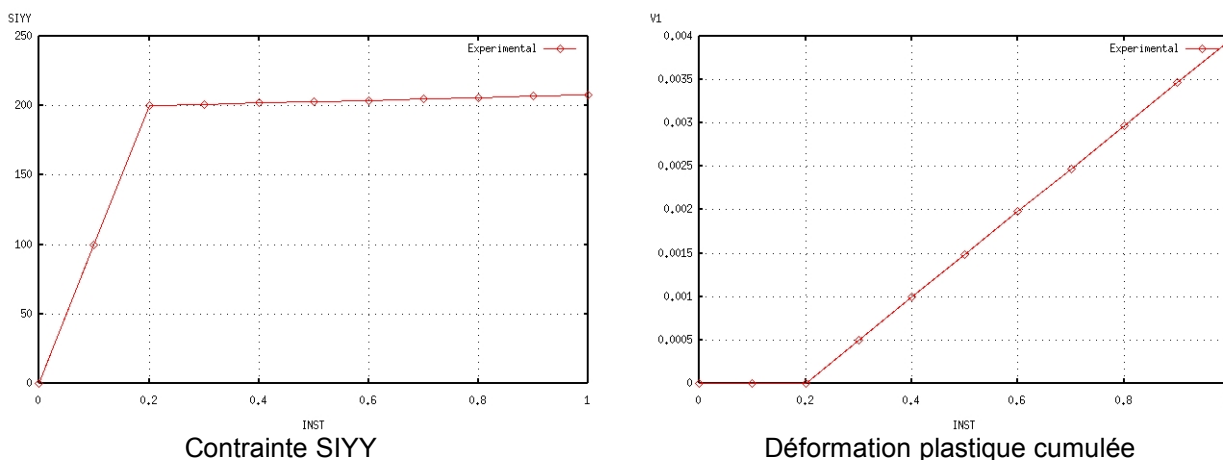 SIYY
250
200
150
100
50
0
Experimental
0 0.2 0.4 0.6 0.8 1
INST
Contrainte SIYY
V1
0.004
0.0035
0.003
0.0025
0.002
0.0015
0.001
0.0005
0
Experimental
0 0.2 0.4 0.6 0.8
INST
Déformation plastique cumulée